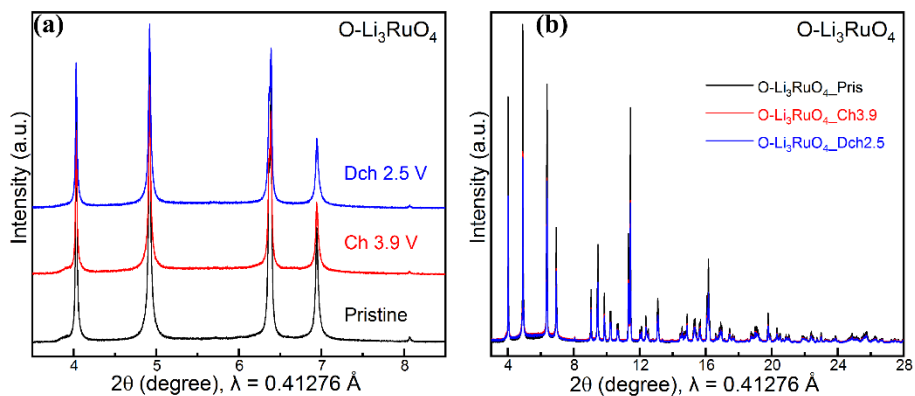 (a)
O-Li₃RuO₄
Intensity (a.u.)
Dch 2.5 V
Ch 3.9 V
Pristine
4 5 6 7 8
2θ (degree), λ = 0.41276 Å
(b)
O-Li₃RuO₄
Intensity (a.u.)
O-Li₃RuO₄_Pris
O-Li₃RuO₄_Ch3.9
O-Li₃RuO₄_Dch2.5
4 8 12 16 20 24 28
2θ (degree), λ = 0.41276 Å